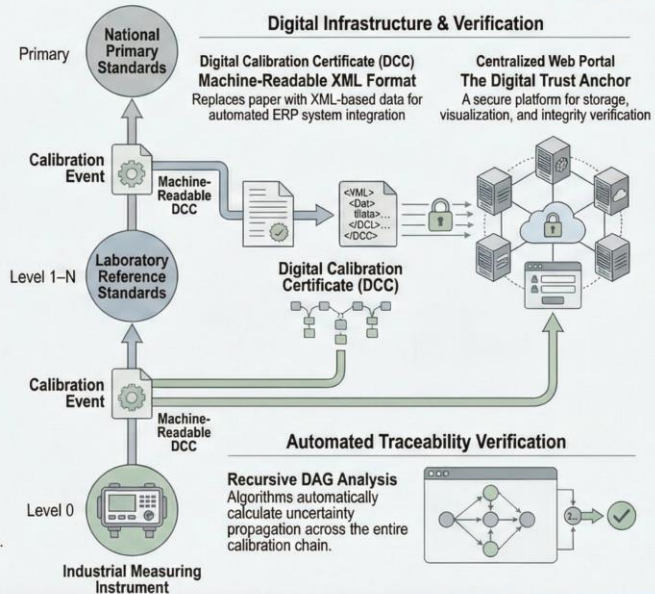 Digital Infrastructure & Verification
Primary
National
Primary
Standards
Digital Calibration Certificate (DCC)
Machine-Readable XML Format
Replaces paper with XML-based data for
automated ERP system integration
Centralized Web Portal
The Digital Trust Anchor
A secure platform for storage,
visualization, and integrity verification
Calibration
Event
Machine-
Readable
DCC
<VML>
<Dat>
tllata>...
</DCL>...
</DCC>
Level 1–N
Laboratory
Reference
Standards
Digital Calibration
Certificate (DCC)
Calibration
Event
Machine-
Readable
DCC
Automated Traceability Verification
Level 0
Recursive DAG Analysis
Algorithms automatically
calculate uncertainty
propagation across the entire
calibration chain.
2...
Industrial Measuring
Instrument